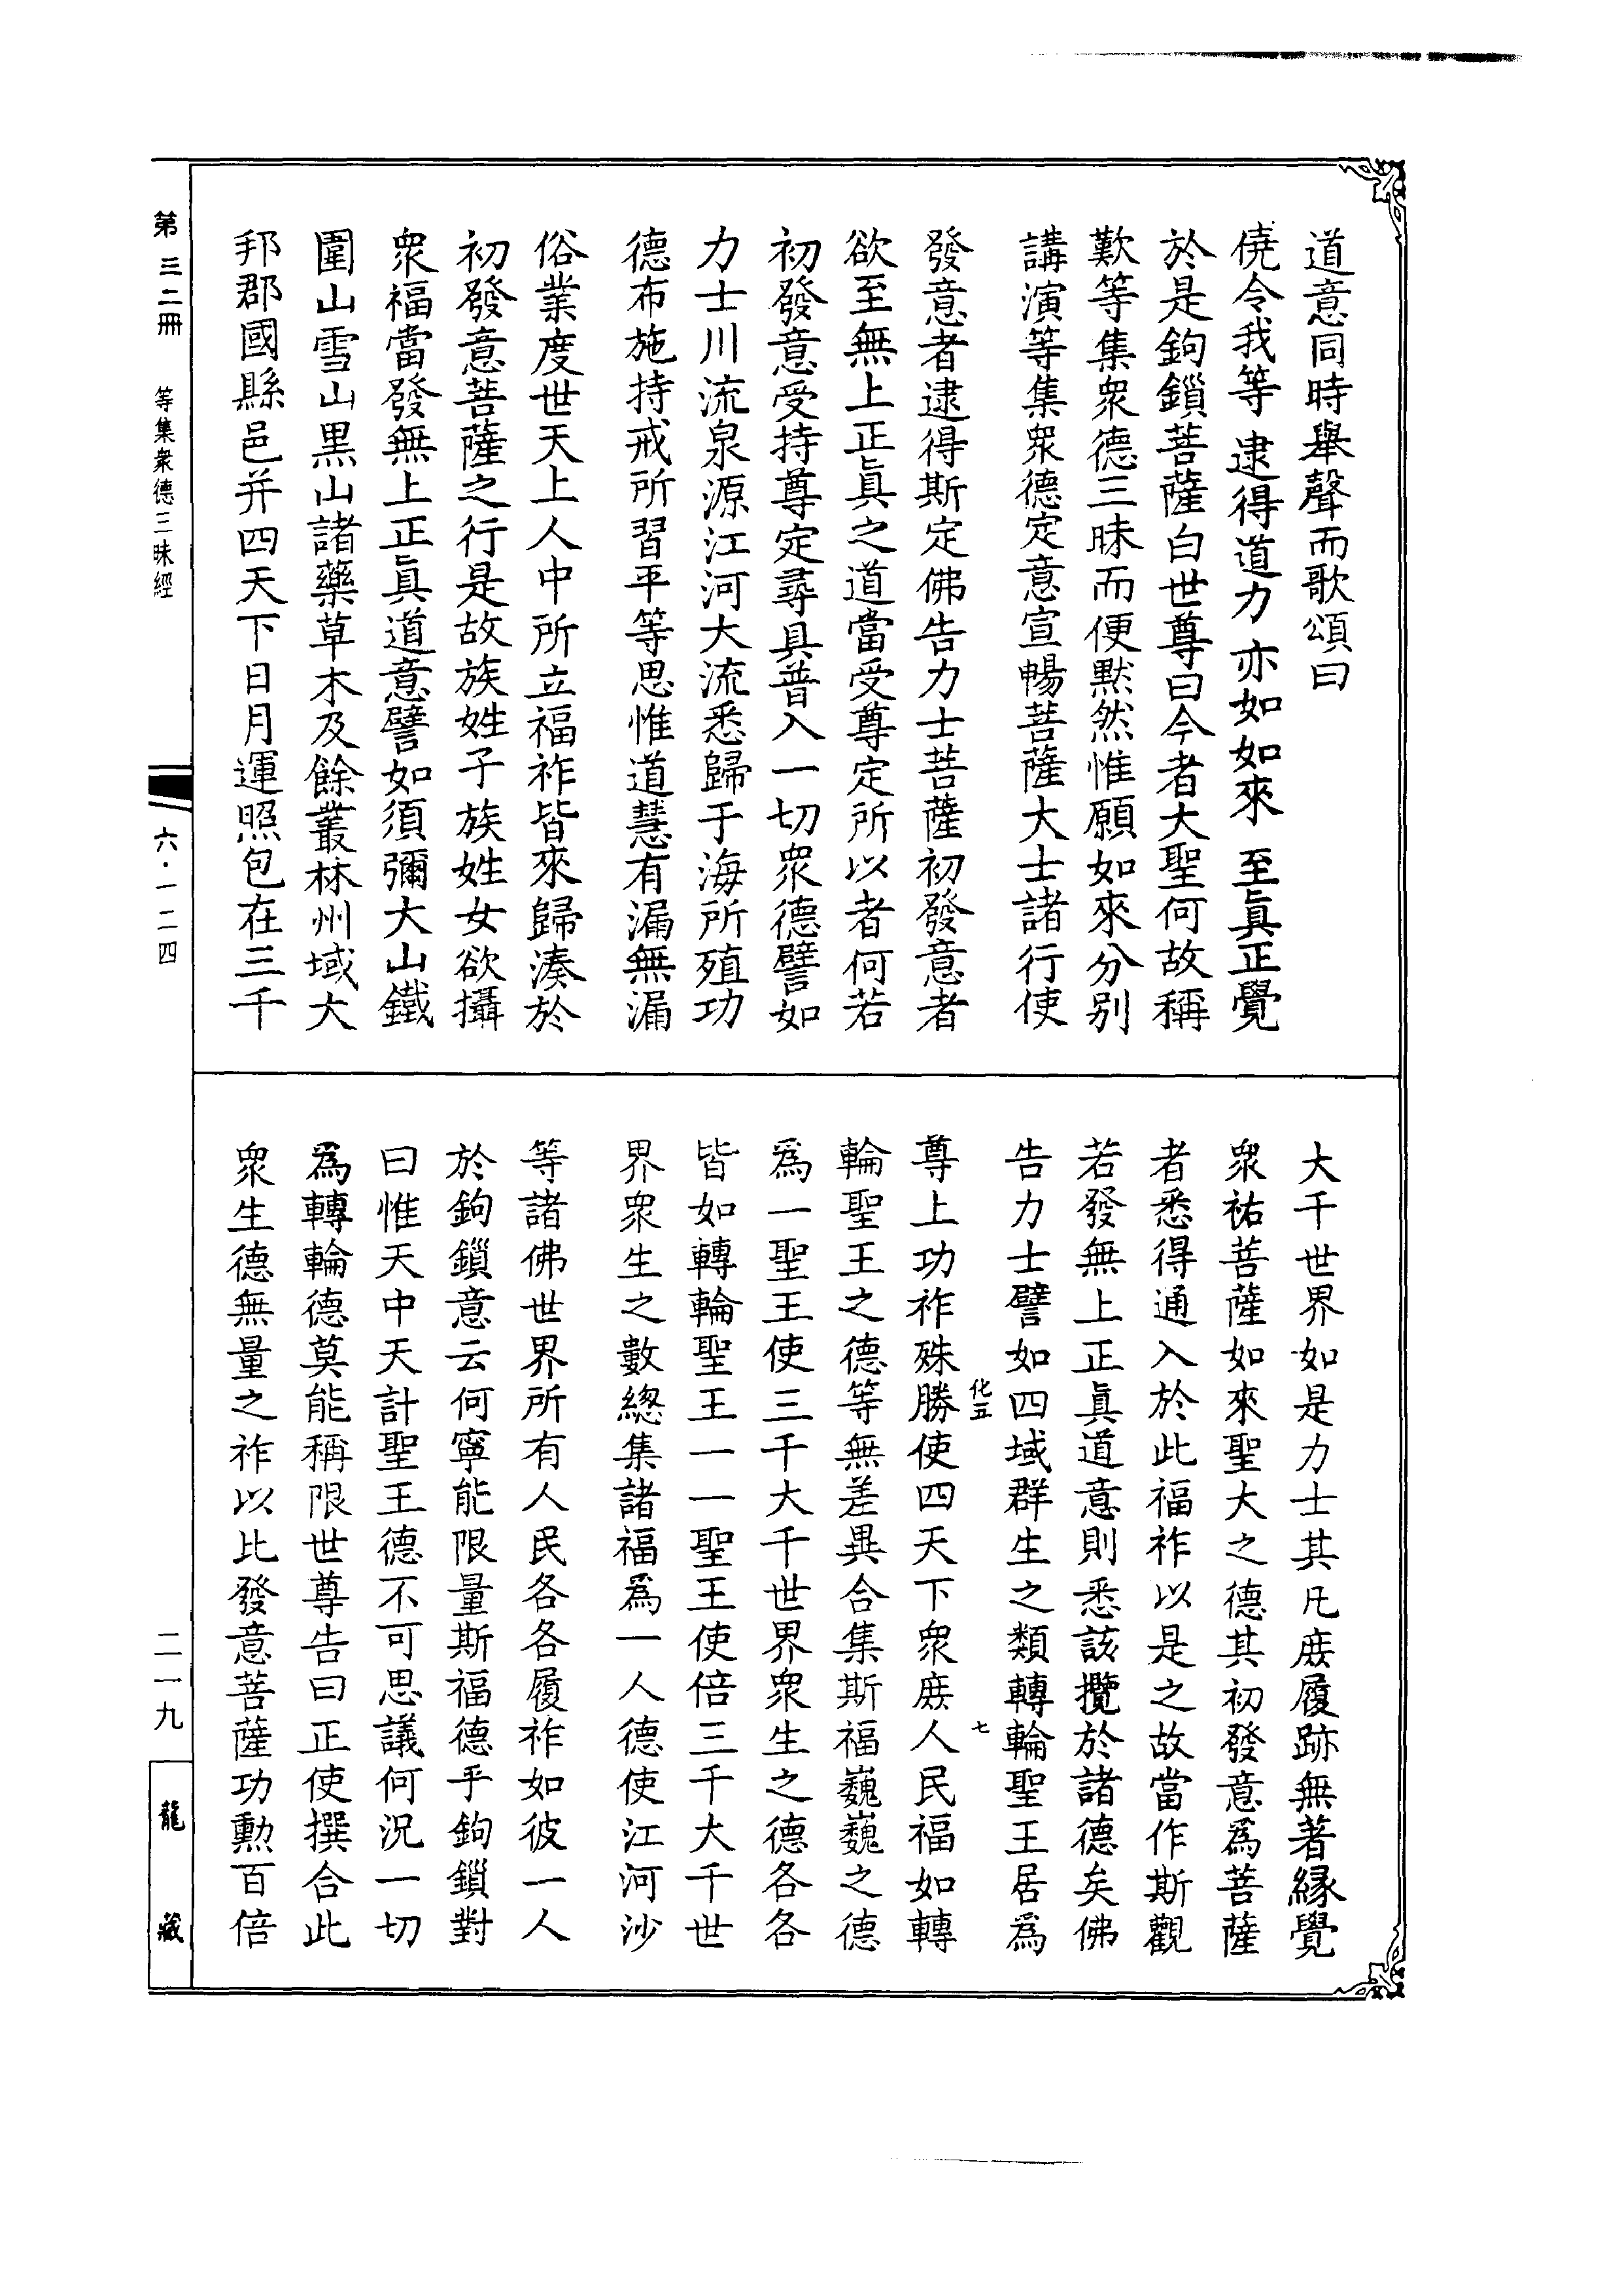 道意同時舉聲而歌頌曰
僥令我等 逮得道力 亦如如來 至眞正覺
於是鉤鎖菩薩白世尊曰今者大聖何故稱
歎等集衆德三昧而便默然惟願如來分別
講演等集衆德定意宣暢菩薩大士諸行使
發意者逮得斯定佛告力士菩薩初發意者
欲至無上正眞之道當受尊定所以者何若
初發意受持尊定尋具普入一切衆德譬如
力士川流泉源江河大流悉歸于海所殖功
德布施持戒所習平等思惟道慧有漏無漏
俗業度世天上人中所立福祚皆來歸湊於
初發意菩薩之行是故族姓子族姓女欲攝
衆福當發無上正眞道意譬如須彌大山鐵
圍山雪山黑山諸藥草木及餘叢林州域大
邦郡國縣邑并四天下日月運照包在三千
大千世界如是力士其凡庶履跡無著緣覺
衆祐菩薩如來聖大之德其初發意爲菩薩
者悉得通入於此福祚以是之故當作斯觀
若發無上正眞道意則悉該攬於諸德矣佛
告力士譬如四域群生之類轉輪聖王居爲
化五 七
尊上功祚殊勝使四天下衆庶人民福如轉
輪聖王之德等無差異合集斯福巍巍之德
爲一聖王使三千大千世界衆生之德各各
皆如轉輪聖王一一聖王使倍三千大千世
界衆生之數總集諸福爲一人德使江河沙
等諸佛世界所有人民各各履祚如彼一人
於鉤鎖意云何寧能限量斯福德乎鉤鎖對
曰惟天中天計聖王德不可思議何況一切
爲轉輪德莫能稱限世尊告曰正使撰合此
衆生德無量之祚以比發意菩薩功勳百倍
第三二冊 等集衆德三昧經
六·一二四
二一九
龍藏